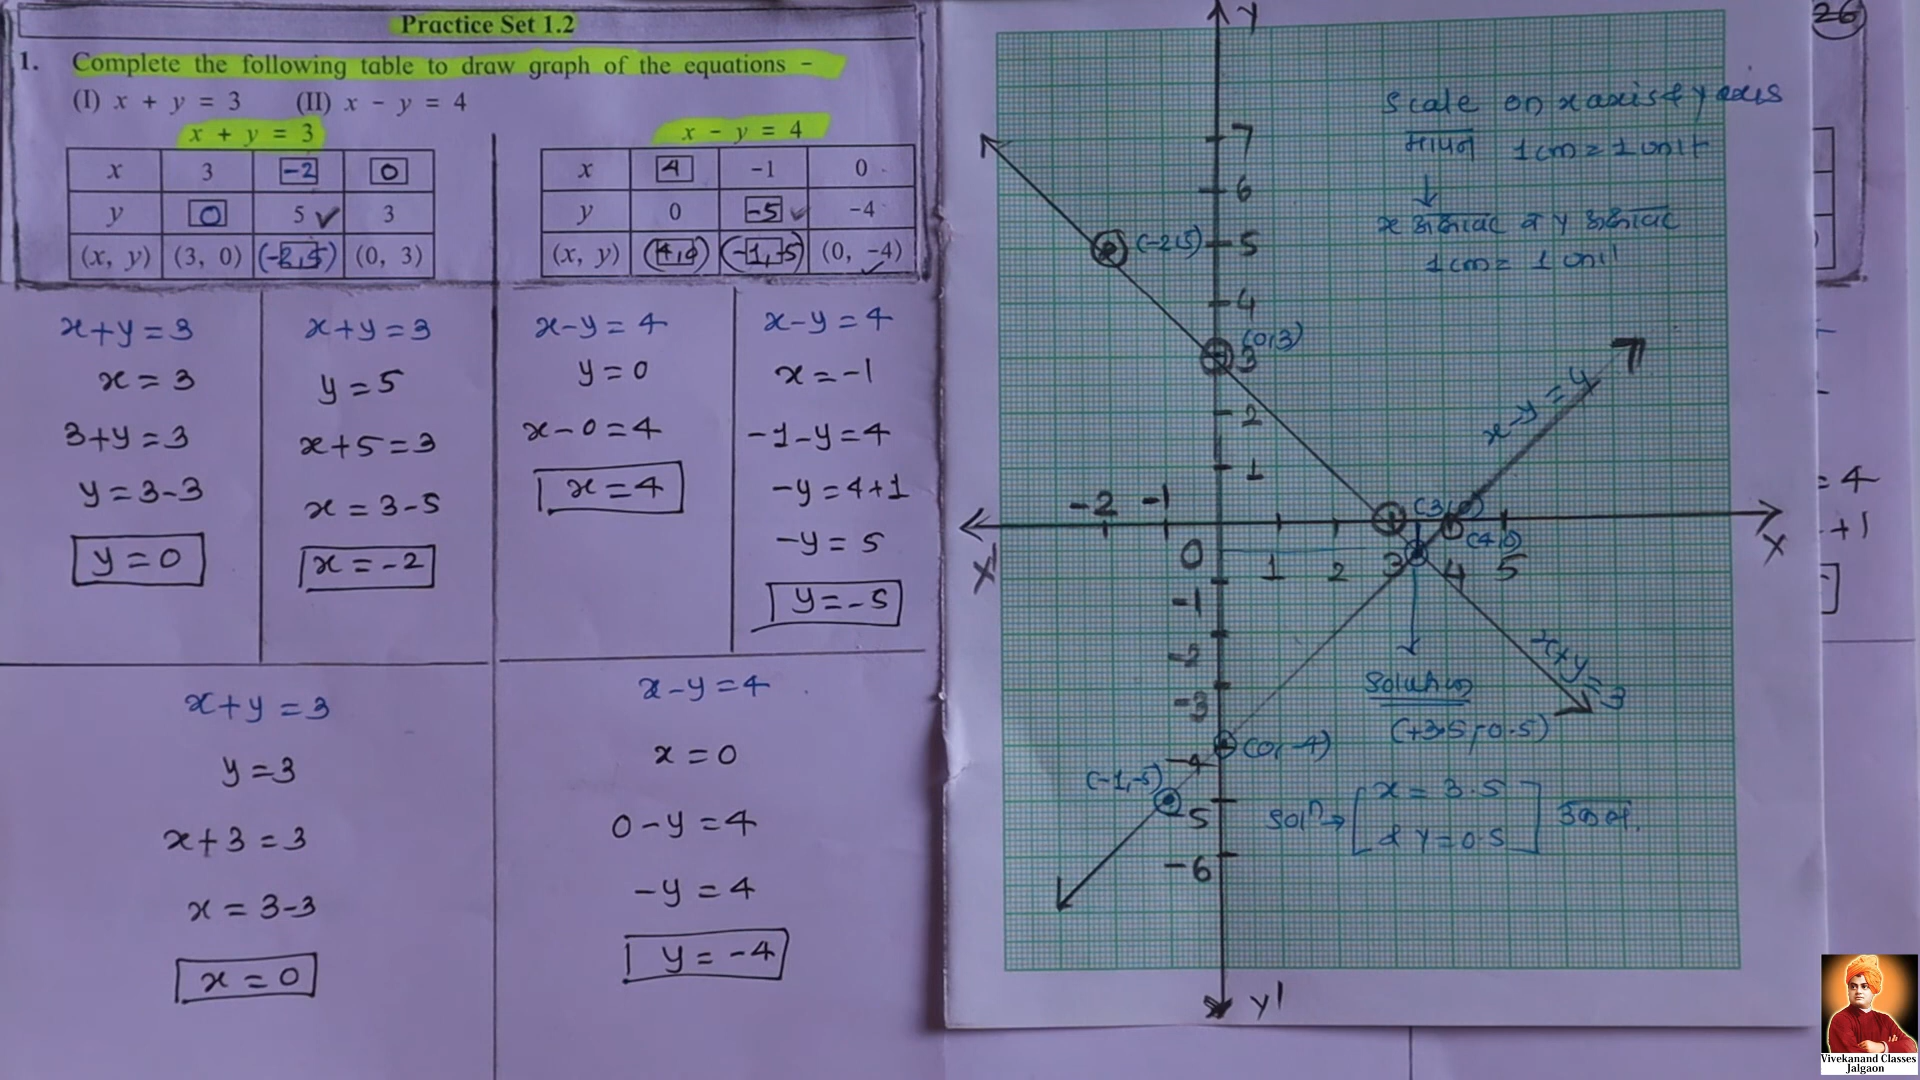 Practice Set 1.2
1. Complete the following table to draw graph of the equations -
(I) x + y = 3 (II) x - y = 4
x + y = 3
x 3 -2 0
y 0 5 ✓ 3
(x, y) (3, 0) (-2,5) (0, 3)
x - y = 4
x 4 -1 0
y 0 -5 ✓ -4
(x, y) (4,0) (-1,-5) (0, -4) ✓
x+y=3
x = 3
3+y=3
y=3-3
y=0
x+y=3
y=5
x+5=3
x=3-5
x=-2
x-y=4
y=0
x-0=4
x=4
x-y=4
x=-1
-1-y=4
-y=4+1
-y=5
y=-5
x+y=3
y=3
x+3=3
x=3-3
x=0
x-y=4
x=0
0-y=4
-y=4
y=-4
Y
Scale on x axis & y axis
मापन 1cm=1unit
x अक्षावर व y अक्षावर
1cm= 1 unit
7
6
(-2,5) 5
4
(0,3)
3
2
1
x-y=4
-2 -1 (3,0)
X' 0 1 2 3 4 5 X
(4,0)
-1
-2
-3
-4
-5
-6
x+y=3
Solution
(+3.5,-0.5)
(0,-4)
(-1,-5)
solⁿ→ [x = 3.5
& y=0.5]
y'
26
= 4
+1
Vivekanand Classes
Jalgaon